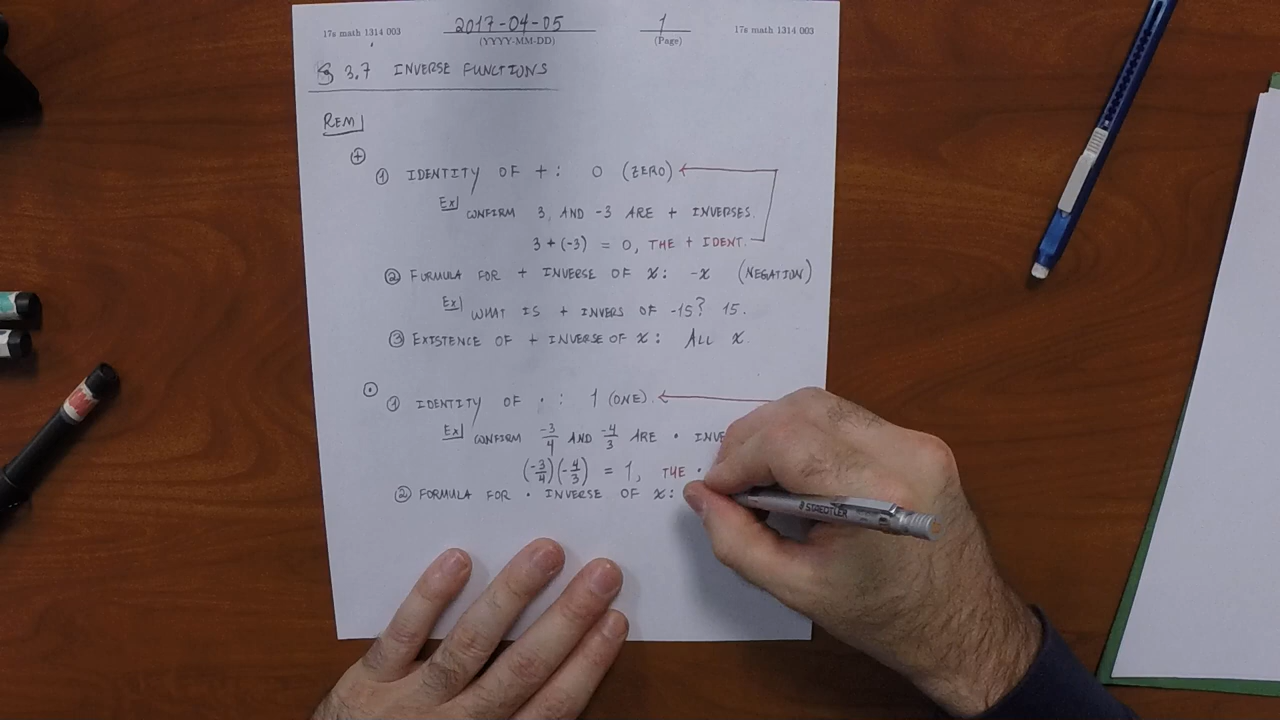 17s math 1314 003 2017-04-05 1 17s math 1314 003
(YYYY-MM-DD) (Page)
§ 3.7 INVERSE FUNCTIONS
REM
+
① IDENTITY OF + : 0 (ZERO)
Ex CONFIRM 3, AND -3 ARE + INVERSES.
3 + (-3) = 0, THE + IDENT.
② FORMULA FOR + INVERSE OF x: -x (NEGATION)
Ex WHAT IS + INVERS OF -15? 15.
③ EXISTENCE OF + INVERSE OF x: ALL x.
·
① IDENTITY OF · : 1 (ONE).
Ex CONFIRM -3/4 AND -4/3 ARE · INVE
(-3/4)(-4/3) = 1, THE ·
② FORMULA FOR · INVERSE OF x:
STAEDTLER